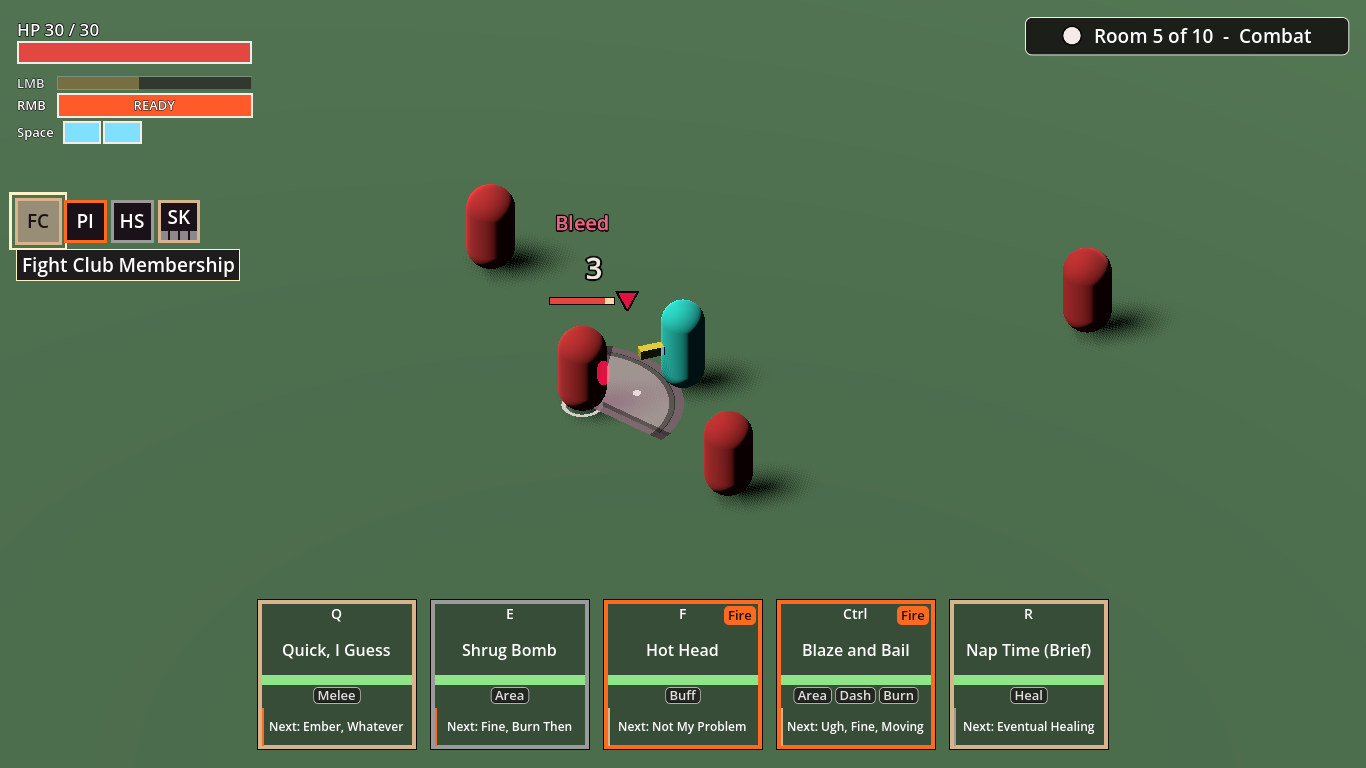 HP 30 / 30
Room 5 of 10 - Combat
LMB
RMB READY
Space
FC PI HS SK
Fight Club Membership
Bleed
3
Q
Quick, I Guess
Melee
Next: Ember, Whatever
E
Shrug Bomb
Area
Next: Fine, Burn Then
F Fire
Hot Head
Buff
Next: Not My Problem
Ctrl Fire
Blaze and Bail
Area Dash Burn
Next: Ugh, Fine, Moving
R
Nap Time (Brief)
Heal
Next: Eventual Healing